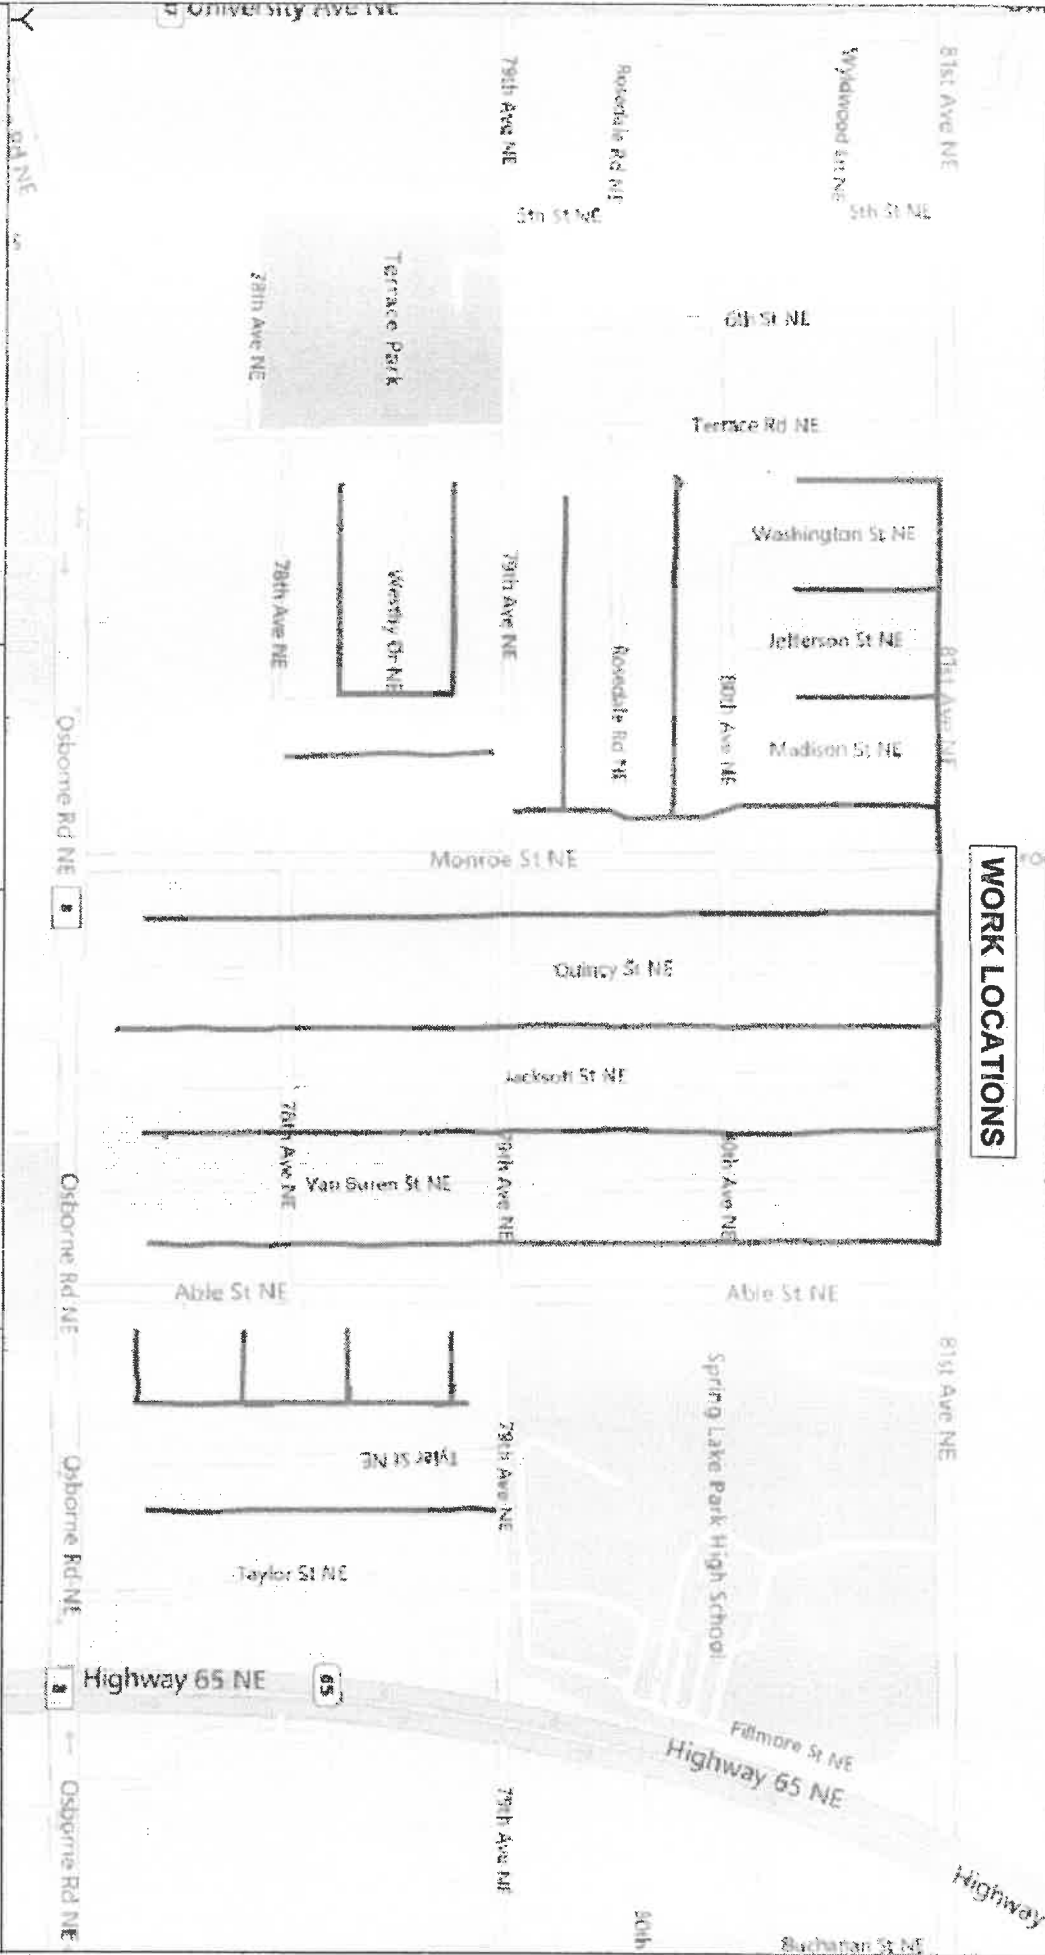 University Ave NE
79th Ave NE
Rosedale Rd NE
Wyldwood Ln NE
81st Ave NE
Rd NE
5th St NE
5th St NE
78th Ave NE
Terrace Park
6th St NE
Terrace Rd NE
Washington St NE
78th Ave NE
Westby Dr NE
79th Ave NE
Jefferson St NE
Rosedale Rd NE
80th Ave NE
81st Ave NE
Madison St NE
Osborne Rd NE
8
Monroe St NE
WORK LOCATIONS
Quincy St NE
Jackson St NE
78th Ave NE
79th Ave NE
80th Ave NE
Van Buren St NE
Osborne Rd NE
Able St NE
Able St NE
81st Ave NE
Spring Lake Park High School
Tyler St NE
79th Ave NE
Osborne Rd NE
Taylor St NE
8
Highway 65 NE
65
Fillmore St NE
Highway 65 NE
Osborne Rd NE
79th Ave NE
Highway
80th
Buchanan St NE